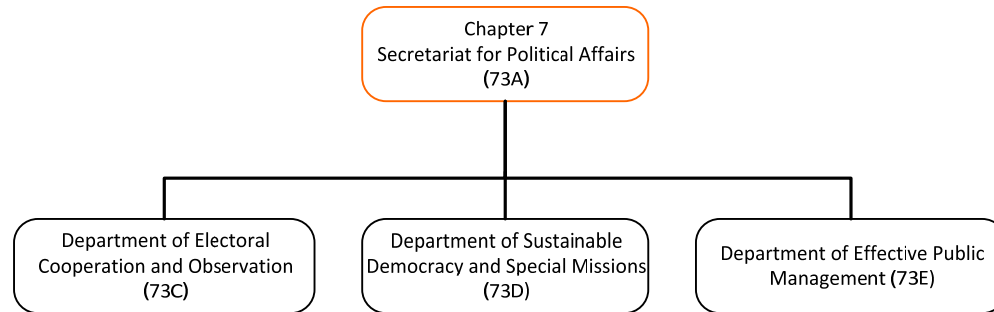 Chapter 7
Secretariat for Political Affairs
(73A)
Department of Electoral
Cooperation and Observation
(73C)
Department of Sustainable
Democracy and Special Missions
(73D)
Department of Effective Public
Management (73E)